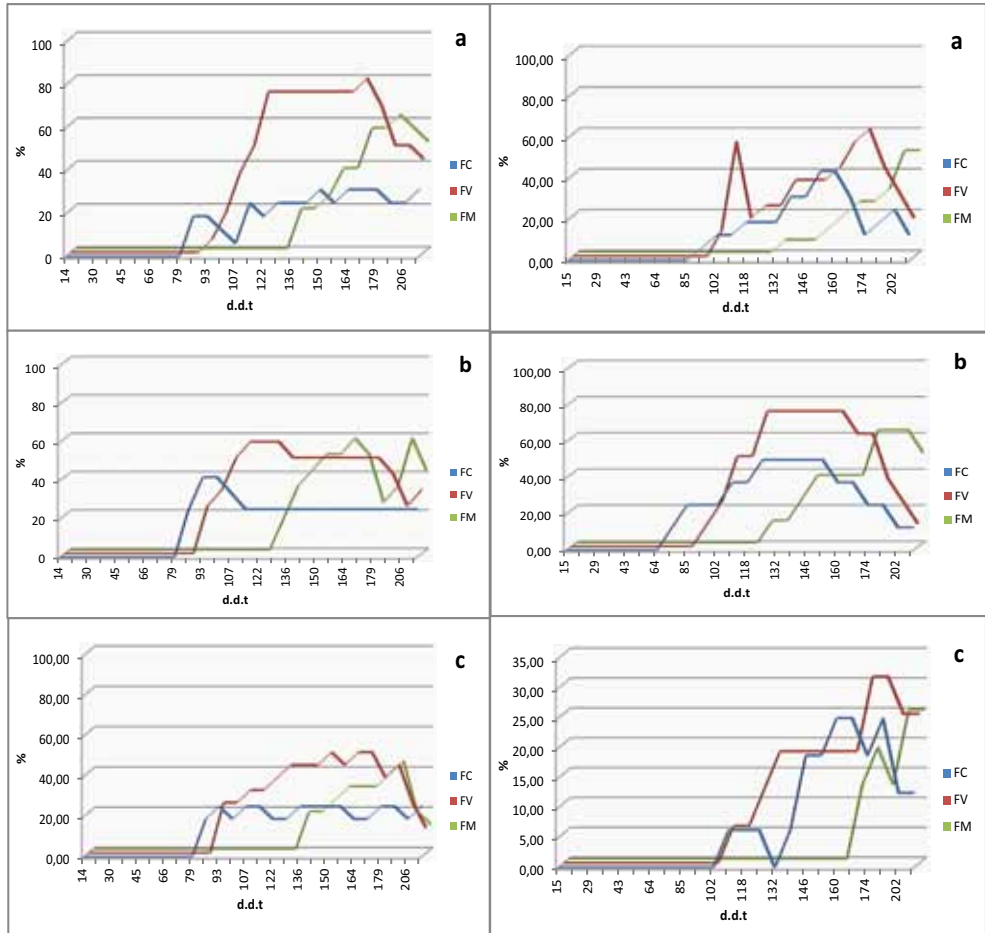 a
100
80
60
40
20
0
%
14 30 45 66 79 93 107 122 136 150 164 179 206
d.d.t
FC
FV
FM
a
100,00
80,00
60,00
40,00
20,00
0,00
%
15 29 43 64 85 102 118 132 146 160 174 202
d.d.t
FC
FV
FM
b
100
80
60
40
20
0
%
14 30 45 66 79 93 107 122 136 150 164 179 206
d.d.t
FC
FV
FM
b
100,00
80,00
60,00
40,00
20,00
0,00
%
15 29 43 64 85 102 118 132 146 160 174 202
d.d.t
FC
FV
FM
c
100,00
80,00
60,00
40,00
20,00
0,00
%
14 30 45 66 79 93 107 122 136 150 164 179 206
d.d.t
FC
FV
FM
c
35,00
30,00
25,00
20,00
15,00
10,00
5,00
0,00
%
15 29 43 64 85 102 118 132 146 160 174 202
d.d.t
FC
FV
FM